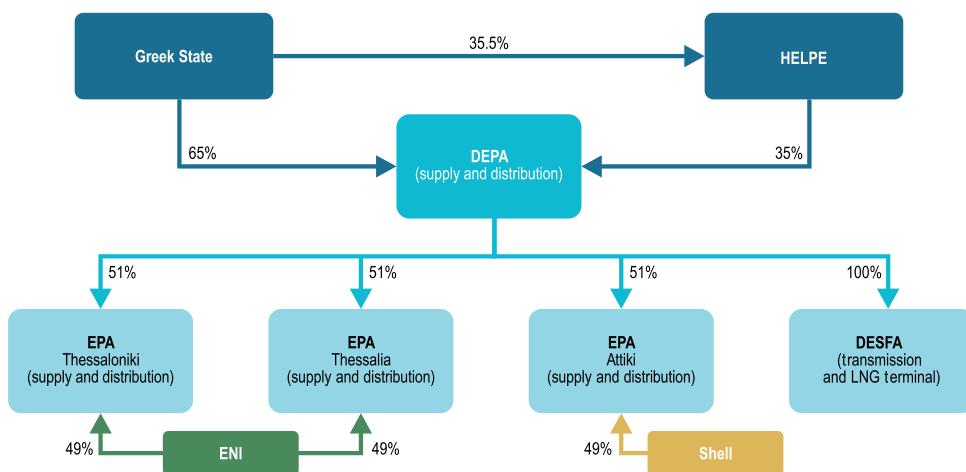 35.5%
Greek State
HELPE
65%
DEPA
(supply and distribution)
35%
51%
51%
51%
100%
EPA
Thessaloniki
(supply and distribution)
EPA
Thessalia
(supply and distribution)
EPA
Attiki
(supply and distribution)
DESFA
(transmission
and LNG terminal)
49%
ENI
49%
49%
Shell